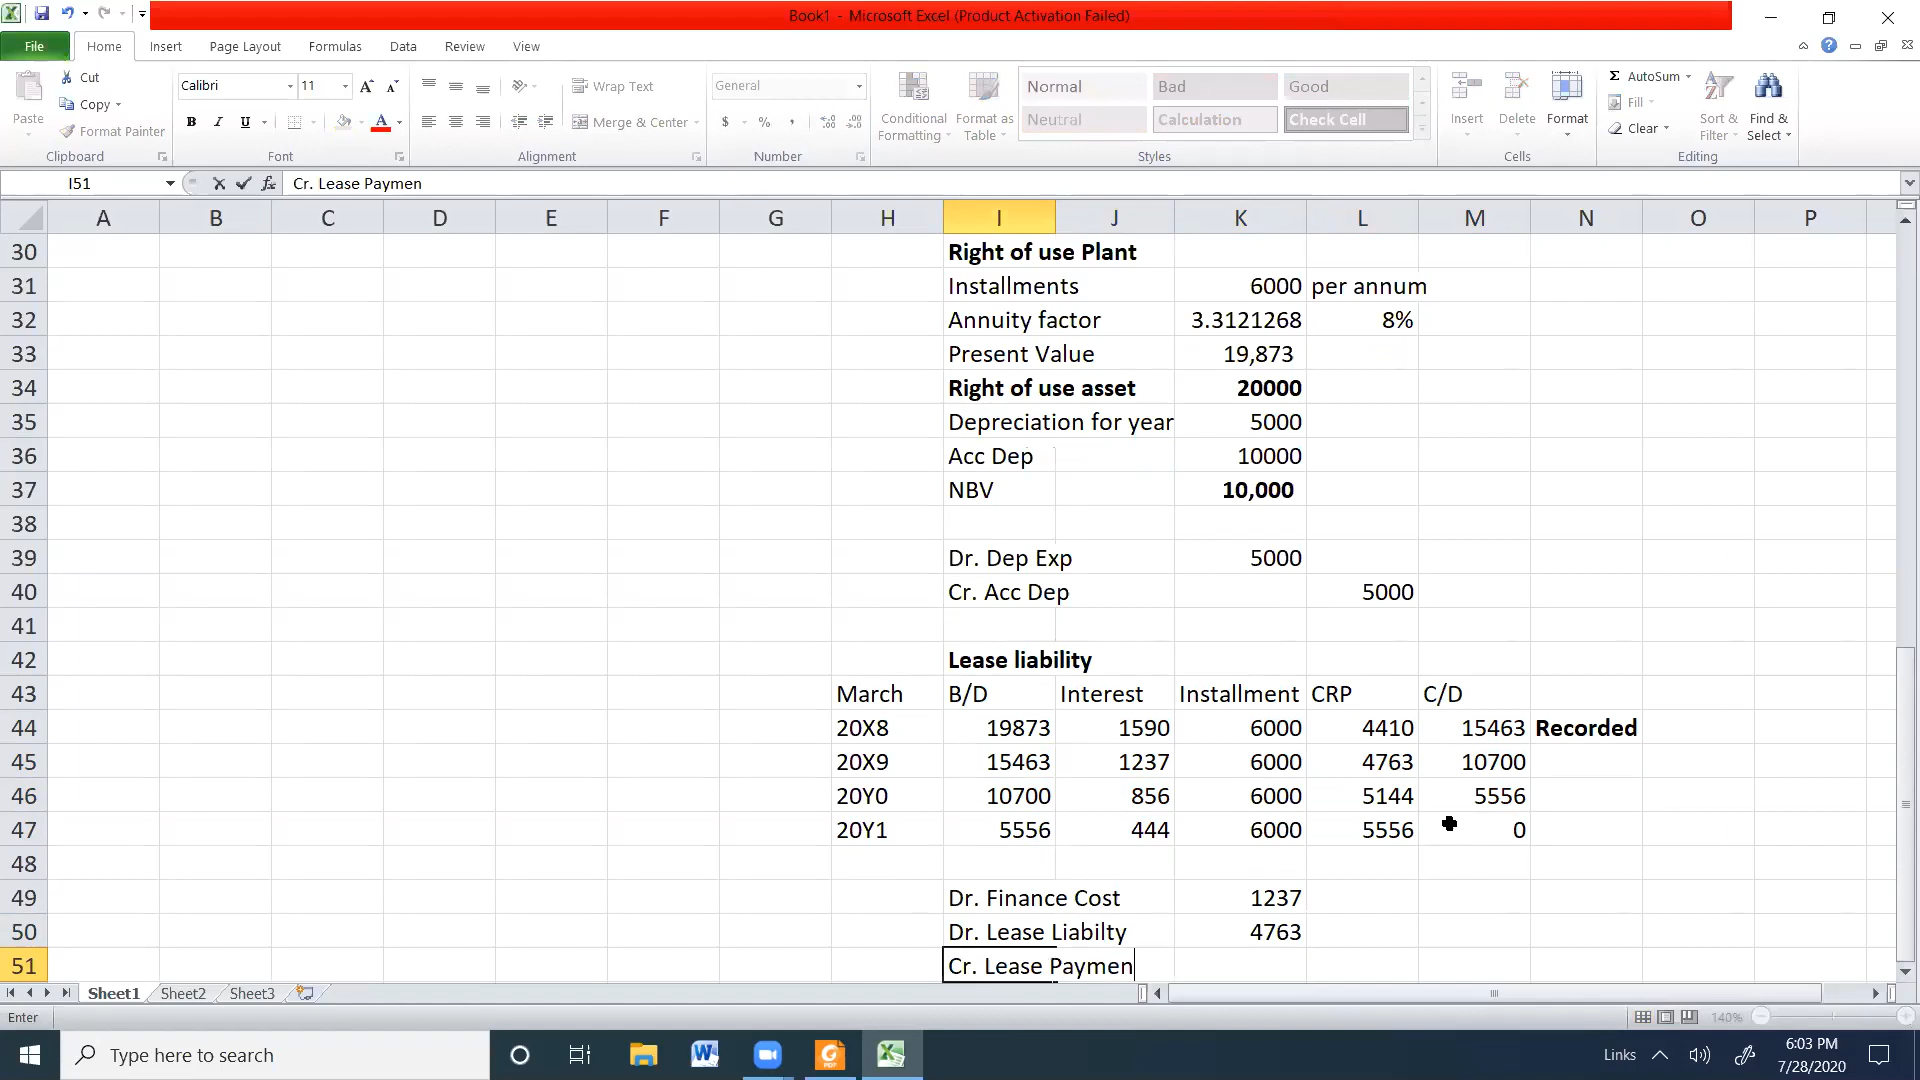 Book1 - Microsoft Excel (Product Activation Failed)
File Home Insert Page Layout Formulas Data Review View
Paste
Cut
Copy
Format Painter
Clipboard
Calibri 11
B I U
Font
Wrap Text
Merge & Center
Alignment
General
$ % ,
Number
Conditional Formatting
Format as Table
Normal Bad Good
Neutral Calculation Check Cell
Styles
Insert Delete Format
Cells
AutoSum
Fill
Clear
Sort & Filter
Find & Select
Editing
I51 fx Cr. Lease Paymen
A B C D E F G H I J K L M N O P
30 Right of use Plant
31 Installments 6000 per annum
32 Annuity factor 3.3121268 8%
33 Present Value 19,873
34 Right of use asset 20000
35 Depreciation for year 5000
36 Acc Dep 10000
37 NBV 10,000
38
39 Dr. Dep Exp 5000
40 Cr. Acc Dep 5000
41
42 Lease liability
43 March B/D Interest Installment CRP C/D
44 20X8 19873 1590 6000 4410 15463 Recorded
45 20X9 15463 1237 6000 4763 10700
46 20Y0 10700 856 6000 5144 5556
47 20Y1 5556 444 6000 5556 0
48
49 Dr. Finance Cost 1237
50 Dr. Lease Liabilty 4763
51 Cr. Lease Paymen
Sheet1 Sheet2 Sheet3
Enter 140%
Type here to search
Links
6:03 PM
7/28/2020